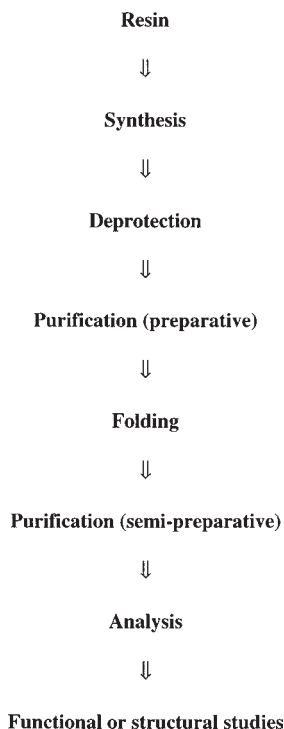 Resin
⇓
Synthesis
⇓
Deprotection
⇓
Purification (preparative)
⇓
Folding
⇓
Purification (semi-preparative)
⇓
Analysis
⇓
Functional or structural studies